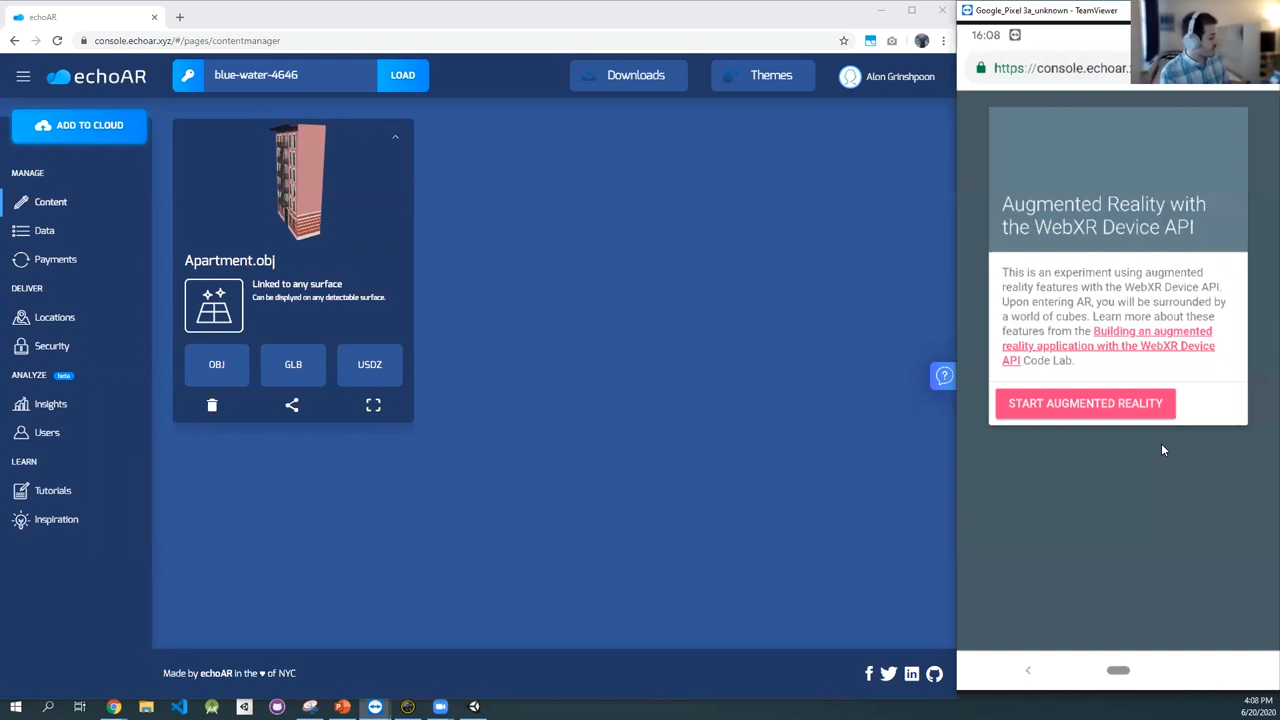 echoAR
console.echoar.xyz/#/pages/contentmanager
echoAR
blue-water-4646
LOAD
Downloads
Themes
Alon Grinshpoon
ADD TO CLOUD
MANAGE
Content
Data
Payments
DELIVER
Locations
Security
ANALYZE beta
Insights
Users
LEARN
Tutorials
Inspiration
Apartment.obj
Linked to any surface
Can be displayed on any detectable surface.
OBJ
GLB
USDZ
Made by echoAR in the ♥ of NYC
Google_Pixel 3a_unknown - TeamViewer
16:08
https://console.echoar.
Augmented Reality with
the WebXR Device API
This is an experiment using augmented
reality features with the WebXR Device API.
Upon entering AR, you will be surrounded by
a world of cubes. Learn more about these
features from the Building an augmented
reality application with the WebXR Device
API Code Lab.
START AUGMENTED REALITY
4:08 PM
6/20/2020